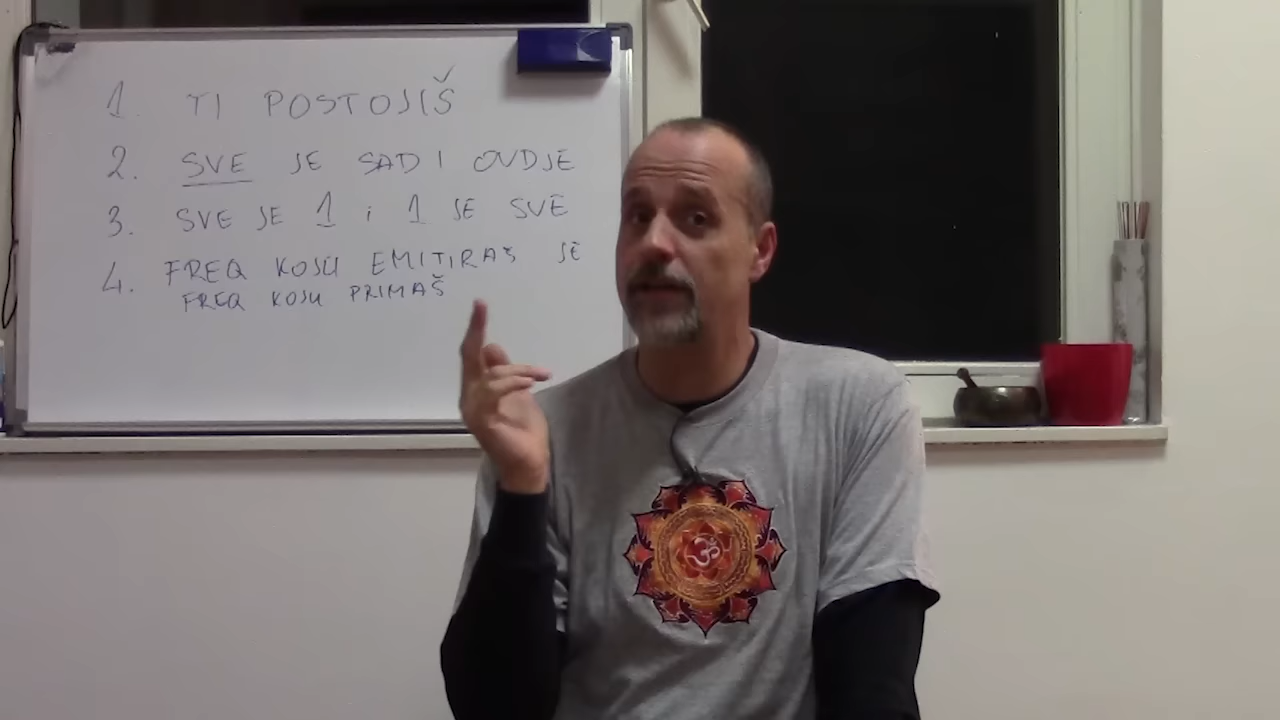 1. TI POSTOJIŠ
2. SVE JE SAD I OVDJE
3. SVE JE 1 i 1 JE SVE
4. FREQ KOJU EMITIRAŠ JE
FREQ KOJU PRIMAŠ
ॐ